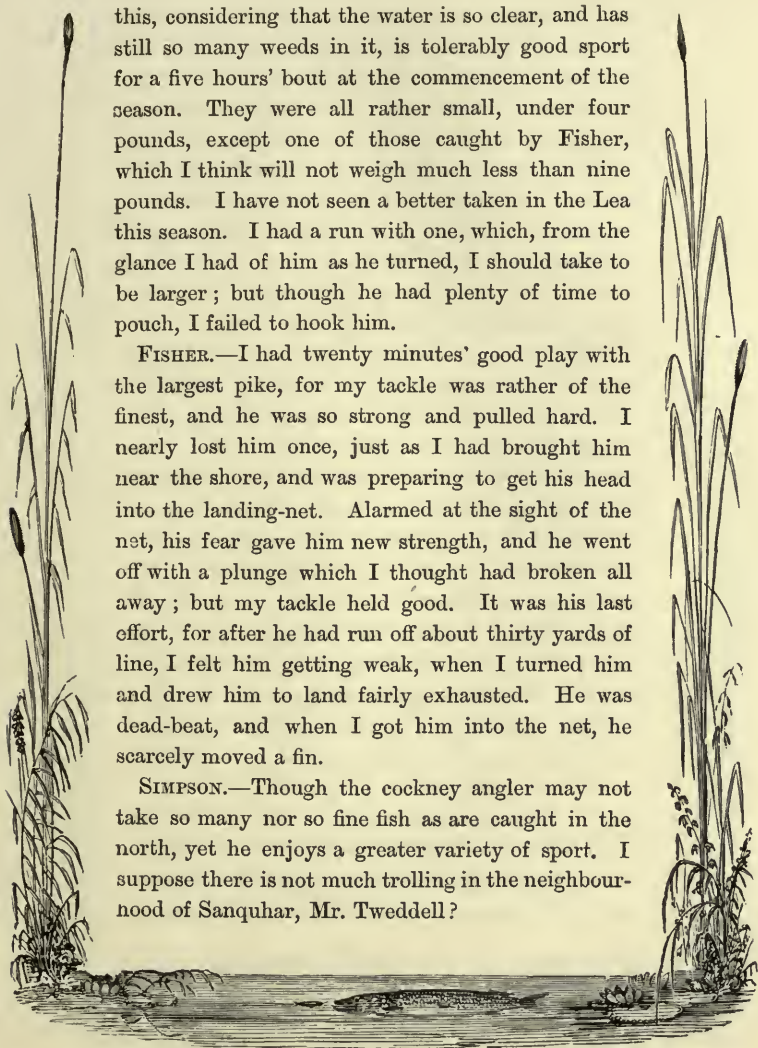 this, considering that the water is so clear, and has
still so many weeds in it, is tolerably good sport
for a five hours' bout at the commencement of the
season. They were all rather small, under four
pounds, except one of those caught by Fisher,
which I think will not weigh much less than nine
pounds. I have not seen a better taken in the Lea
this season. I had a run with one, which, from the
glance I had of him as he turned, I should take to
be larger; but though he had plenty of time to
pouch, I failed to hook him.
FISHER.—I had twenty minutes' good play with
the largest pike, for my tackle was rather of the
finest, and he was so strong and pulled hard. I
nearly lost him once, just as I had brought him
near the shore, and was preparing to get his head
into the landing-net. Alarmed at the sight of the
net, his fear gave him new strength, and he went
off with a plunge which I thought had broken all
away; but my tackle held good. It was his last
effort, for after he had run off about thirty yards of
line, I felt him getting weak, when I turned him
and drew him to land fairly exhausted. He was
dead-beat, and when I got him into the net, he
scarcely moved a fin.
SIMPSON.—Though the cockney angler may not
take so many nor so fine fish as are caught in the
north, yet he enjoys a greater variety of sport. I
suppose there is not much trolling in the neighbour-
hood of Sanquhar, Mr. Tweddell?